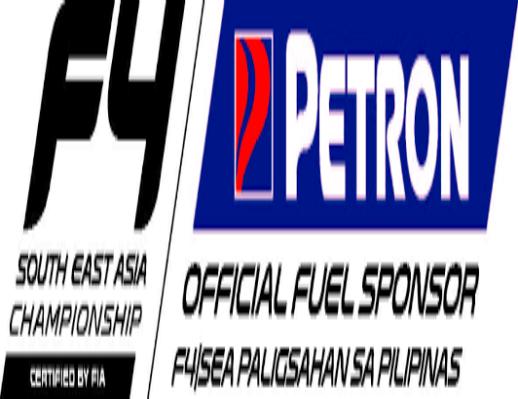 F4
SOUTH EAST ASIA
CHAMPIONSHIP
CERTIFIED BY FIA
PETRON
OFFICIAL FUEL SPONSOR
F4/SEA PALIGSAHAN SA PILIPINAS